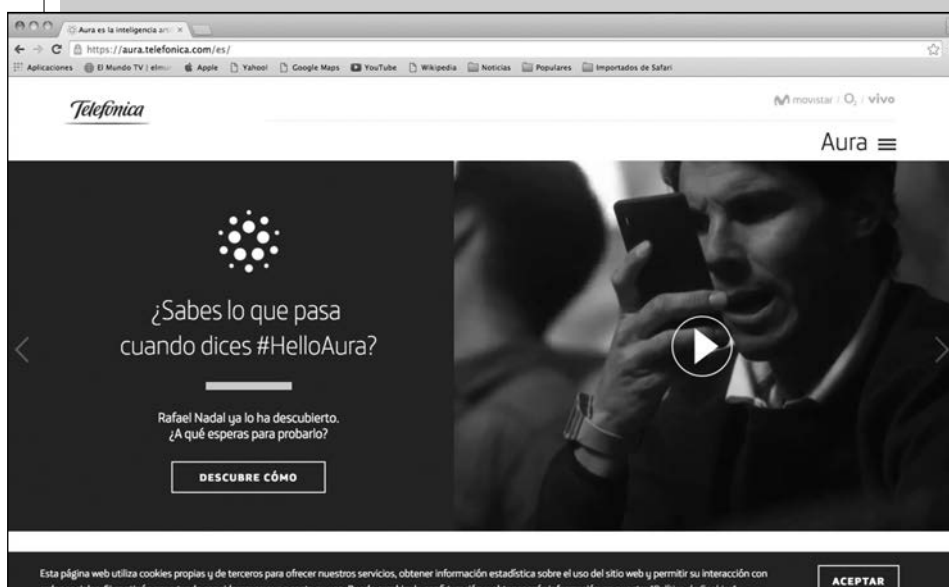 Aura es la inteligencia arti
https://aura.telefonica.com/es/
Aplicaciones El Mundo TV | elmu Apple Yahoo! Google Maps YouTube Wikipedia Noticias Populares Importados de Safari
Telefónica
movistar | O2 | vivo
Aura
¿Sabes lo que pasa
cuando dices #HelloAura?
Rafael Nadal ya lo ha descubierto.
¿A qué esperas para probarlo?
DESCUBRE CÓMO
Esta página web utiliza cookies propias y de terceros para ofrecer nuestros servicios, obtener información estadística sobre el uso del sitio web y permitir su interacción con
ACEPTAR